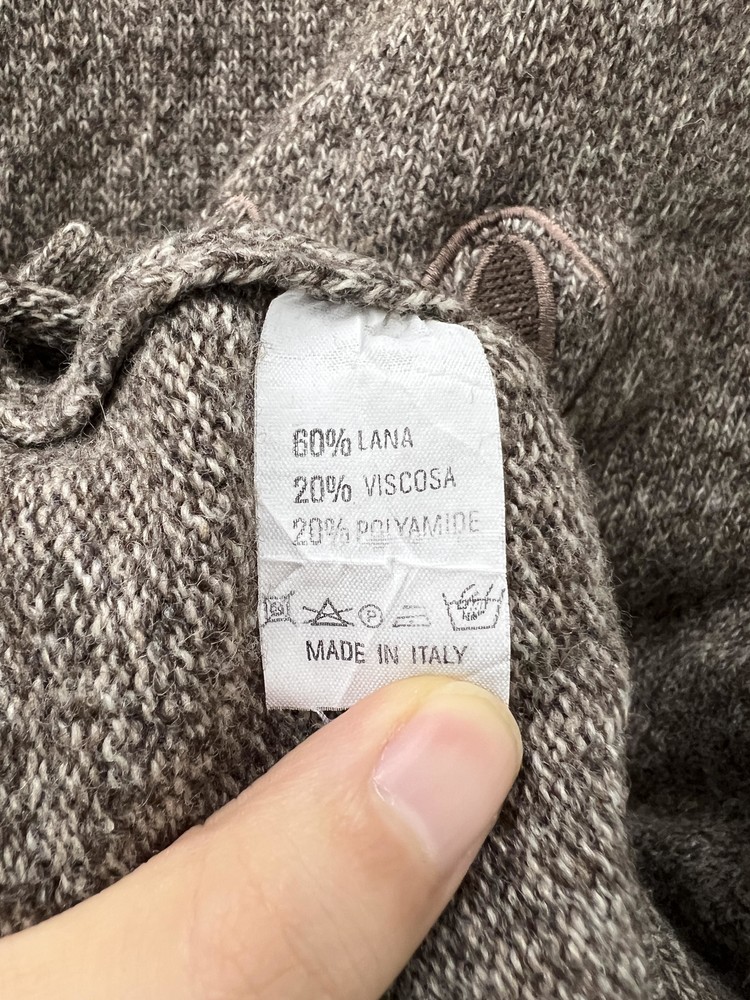 60% LANA
20% VISCOSA
20% POLYAMIDE
P
MADE IN ITALY